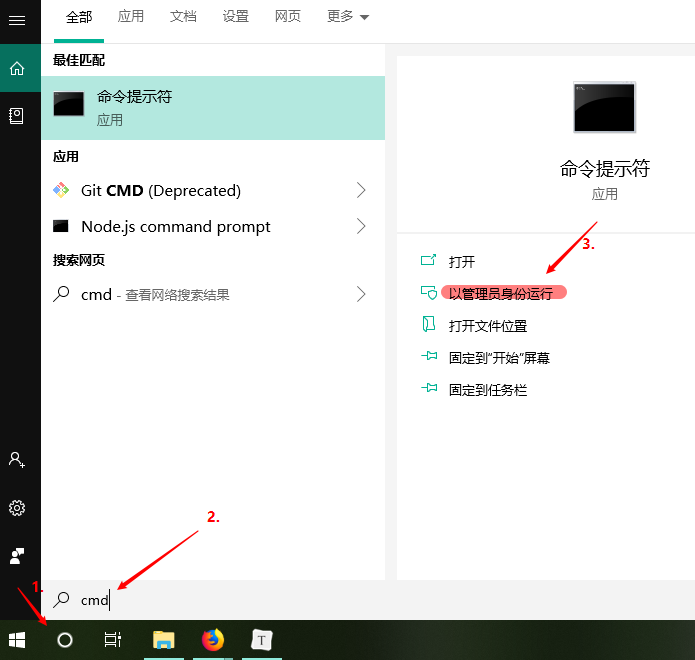 全部 应用 文档 设置 网页 更多
最佳匹配
命令提示符
应用
应用
Git CMD (Deprecated)
Node.js command prompt
搜索网页
cmd - 查看网络搜索结果
命令提示符
应用
3.
打开
以管理员身份运行
打开文件位置
固定到"开始"屏幕
固定到任务栏
2.
1.
cmd
T